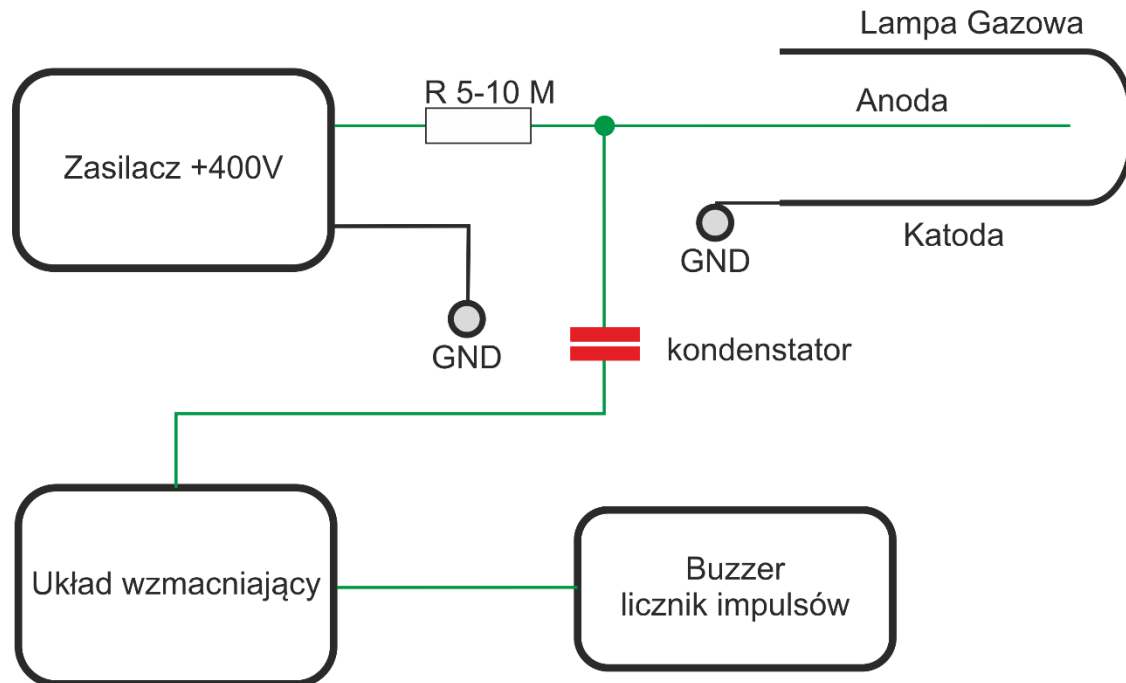 Lampa Gazowa
R 5-10 M
Anoda
Zasilacz +400V
Katoda
GND
GND
kondenstator
Układ wzmacniający
Buzzer
licznik impulsów